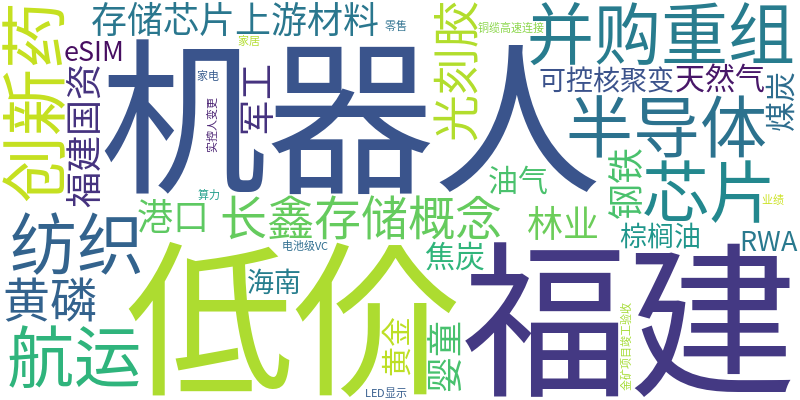 创新药
存储芯片上游材料
零售
铜缆高速连接
并购重组
eSIM
家居
光刻胶
机器人
家电
军工
可控核聚变
天然气
福建国资
实控人变更
半导体
煤炭
油气
钢铁
芯片
算力
业绩
港口
长鑫存储概念
林业
纺织
棕榈油
RWA
电池级VC
焦炭
低价
福建
黄磷
海南
航运
黄金
婴童
金矿项目竣工验收
LED显示